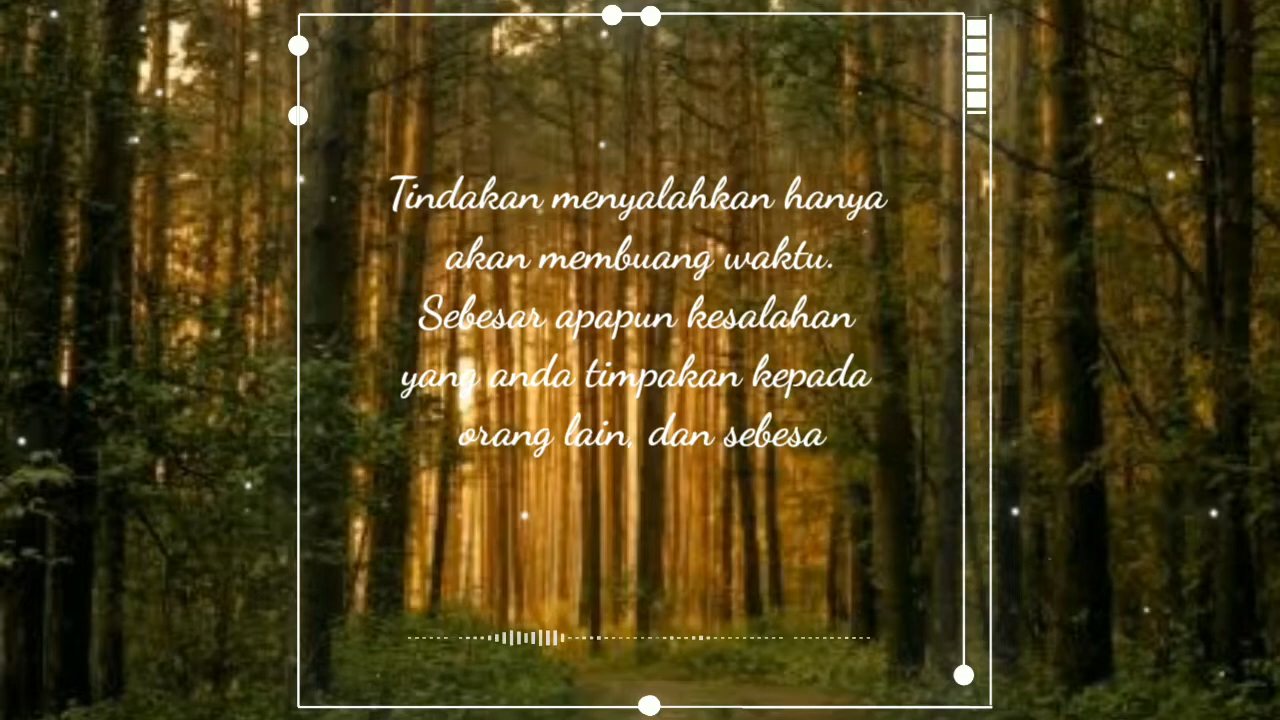 Tindakan menyalahkan hanya
akan membuang waktu.
Sebesar apapun kesalahan
yang anda timpakan kepada
orang lain, dan sebesa